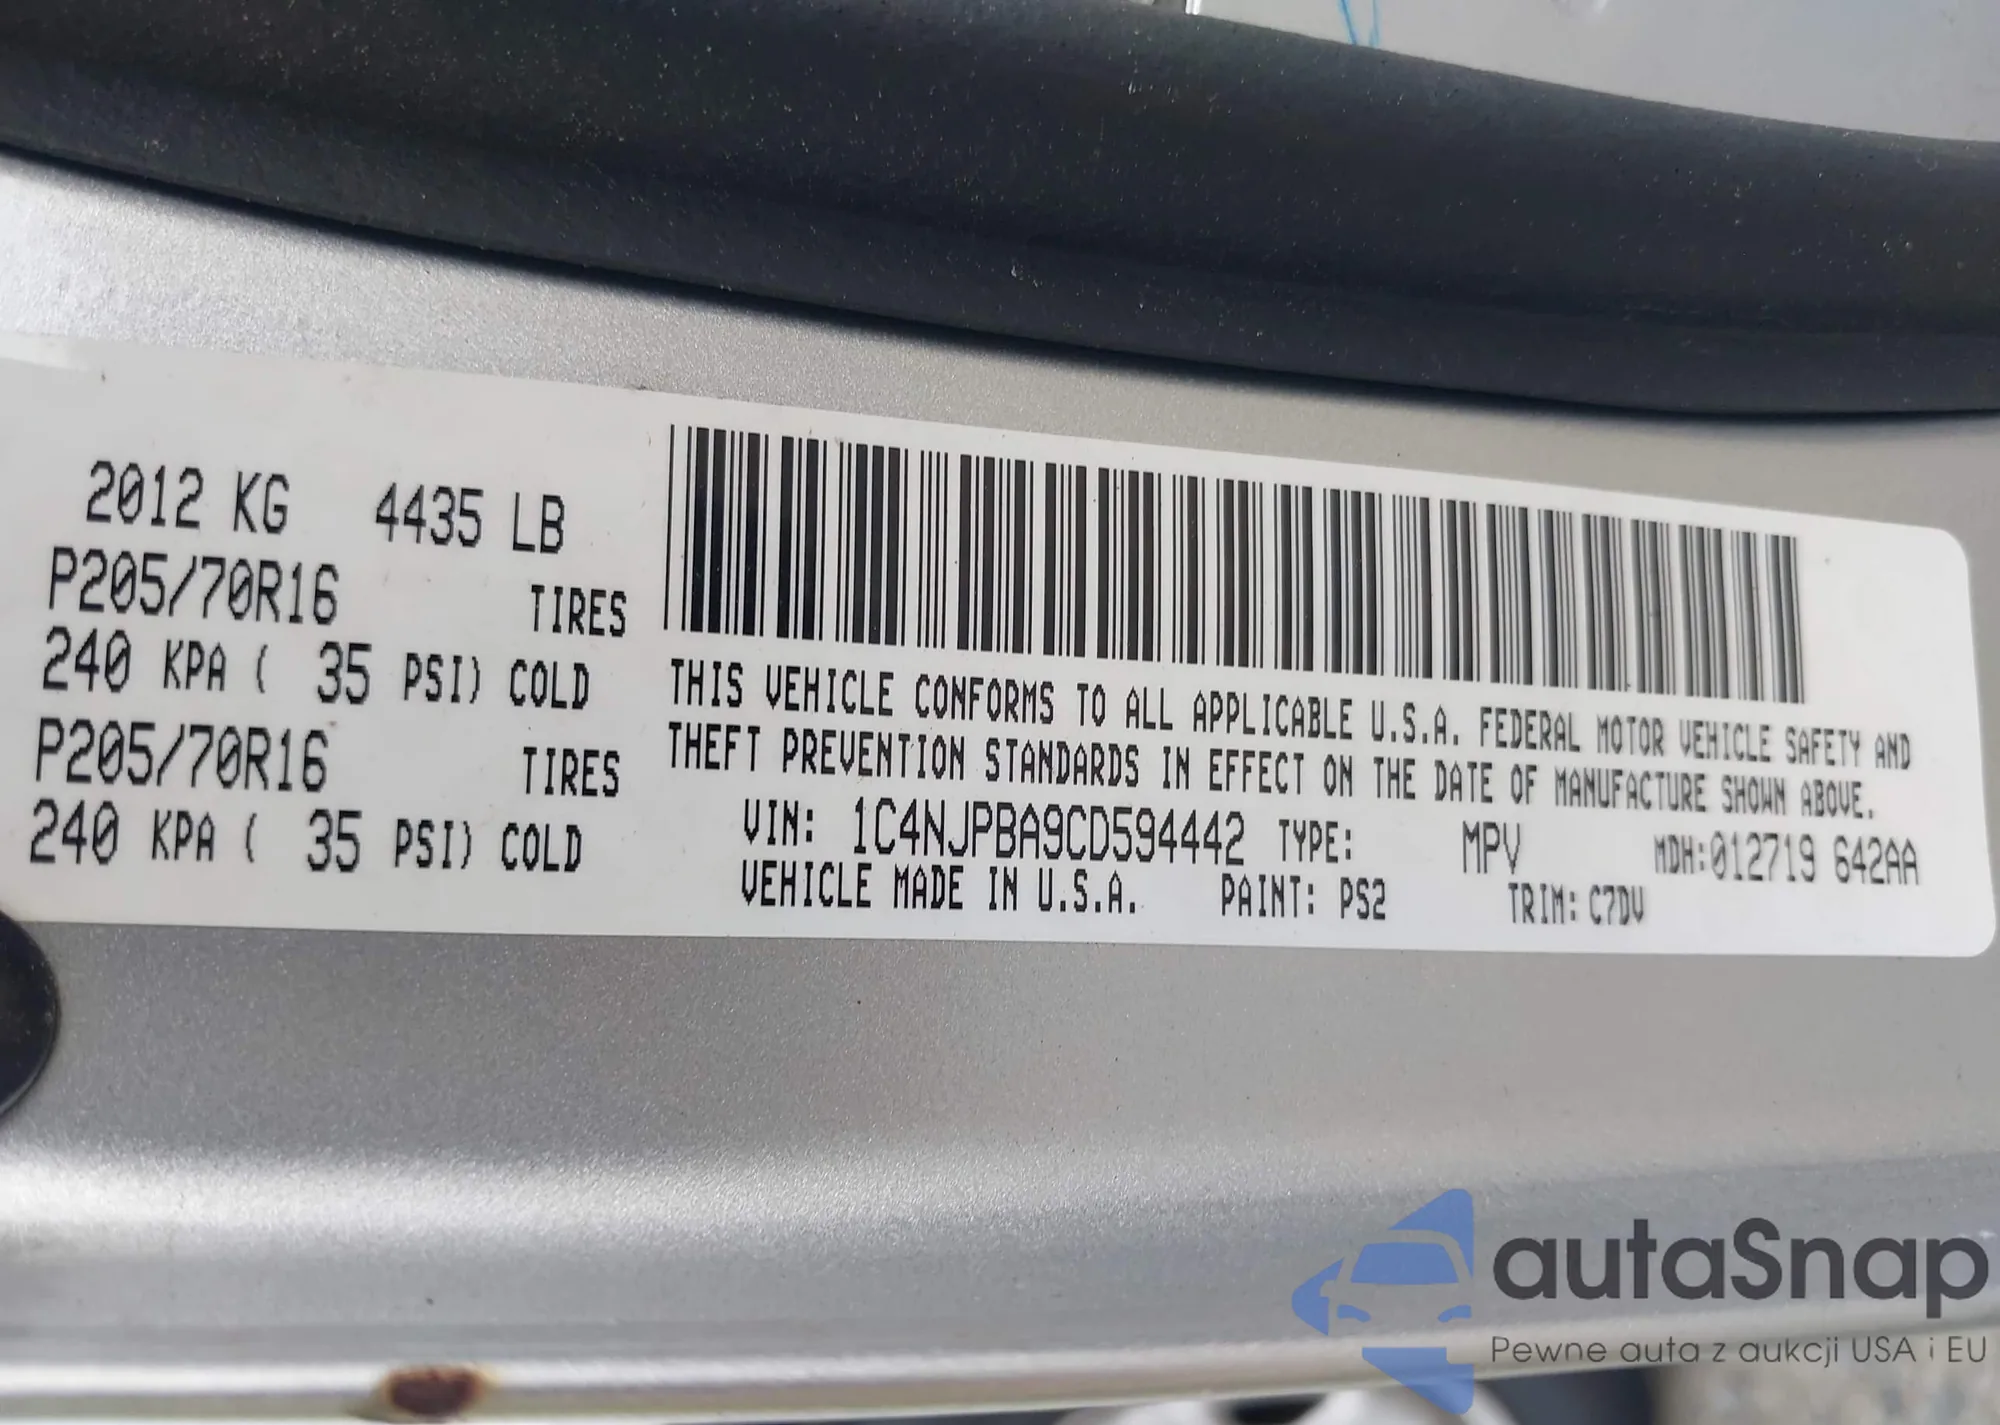 2012 KG 4435 LB
P205/70R16 TIRES
240 KPA ( 35 PSI) COLD
P205/70R16 TIRES
240 KPA ( 35 PSI) COLD
THIS VEHICLE CONFORMS TO ALL APPLICABLE U.S.A. FEDERAL MOTOR VEHICLE SAFETY AND
THEFT PREVENTION STANDARDS IN EFFECT ON THE DATE OF MANUFACTURE SHOWN ABOVE.
VIN: 1C4NJPBA9CD594442 TYPE: MPV MDH:012719 642AA
VEHICLE MADE IN U.S.A. PAINT: PS2 TRIM: C7DV
autaSnap
Pewne auta z aukcji USA i EU